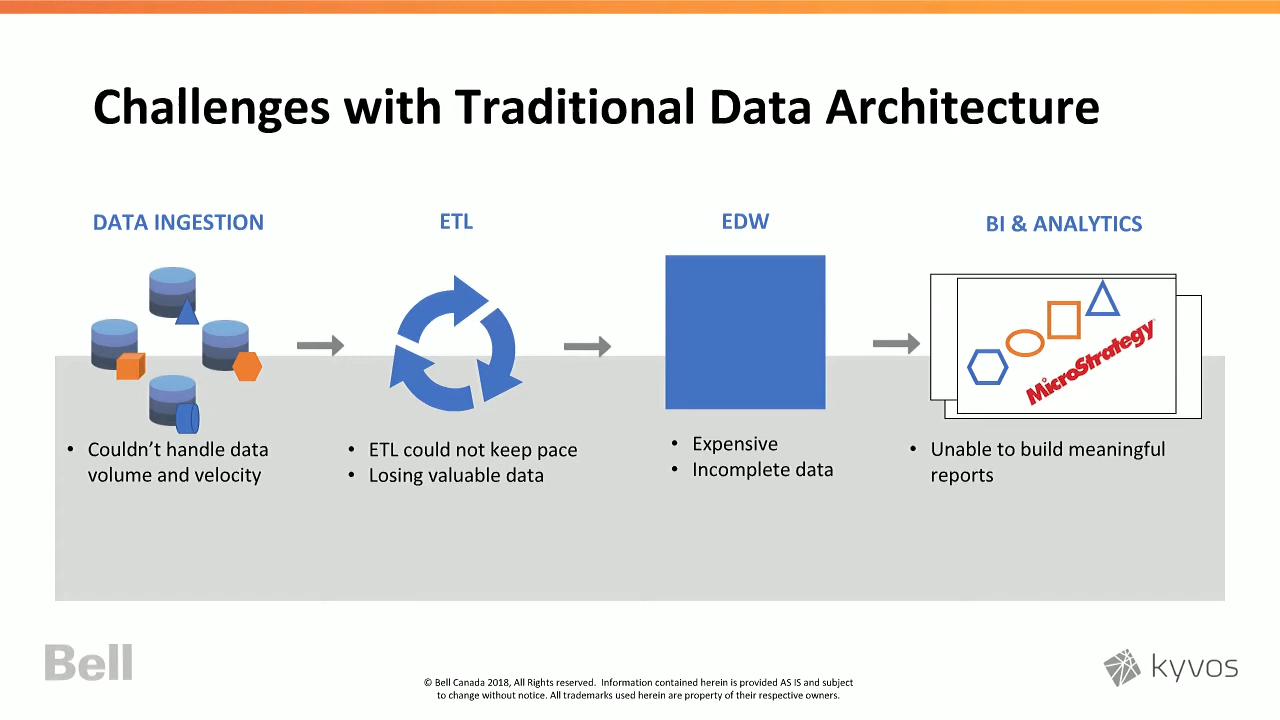 Challenges with Traditional Data Architecture
DATA INGESTION
ETL
EDW
BI & ANALYTICS
MicroStrategy
• Couldn’t handle data
volume and velocity
• ETL could not keep pace
• Losing valuable data
• Expensive
• Incomplete data
• Unable to build meaningful
reports
Bell
© Bell Canada 2018, All Rights reserved. Information contained herein is provided AS IS and subject
to change without notice. All trademarks used herein are property of their respective owners.
kyvos